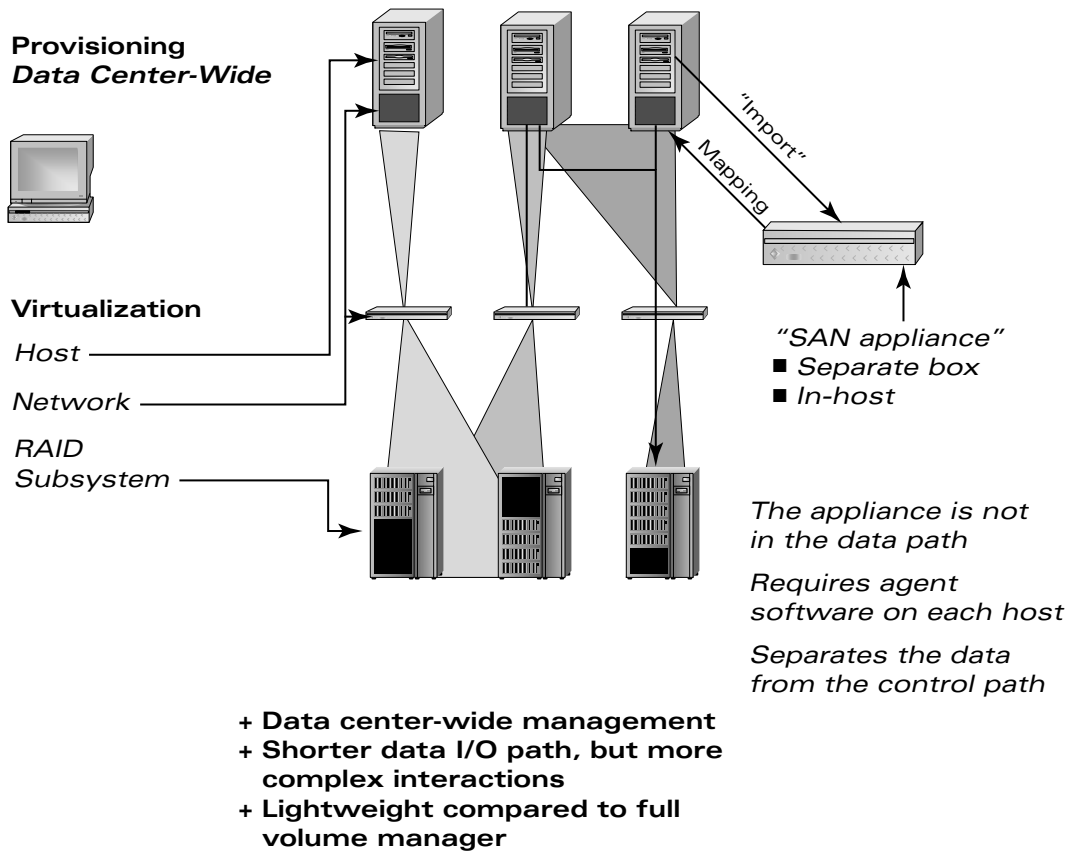 Provisioning
Data Center-Wide
"Import"
Mapping
Virtualization
Host
Network
RAID
Subsystem
"SAN appliance"
■ Separate box
■ In-host
The appliance is not
in the data path
Requires agent
software on each host
Separates the data
from the control path
+ Data center-wide management
+ Shorter data I/O path, but more
complex interactions
+ Lightweight compared to full
volume manager